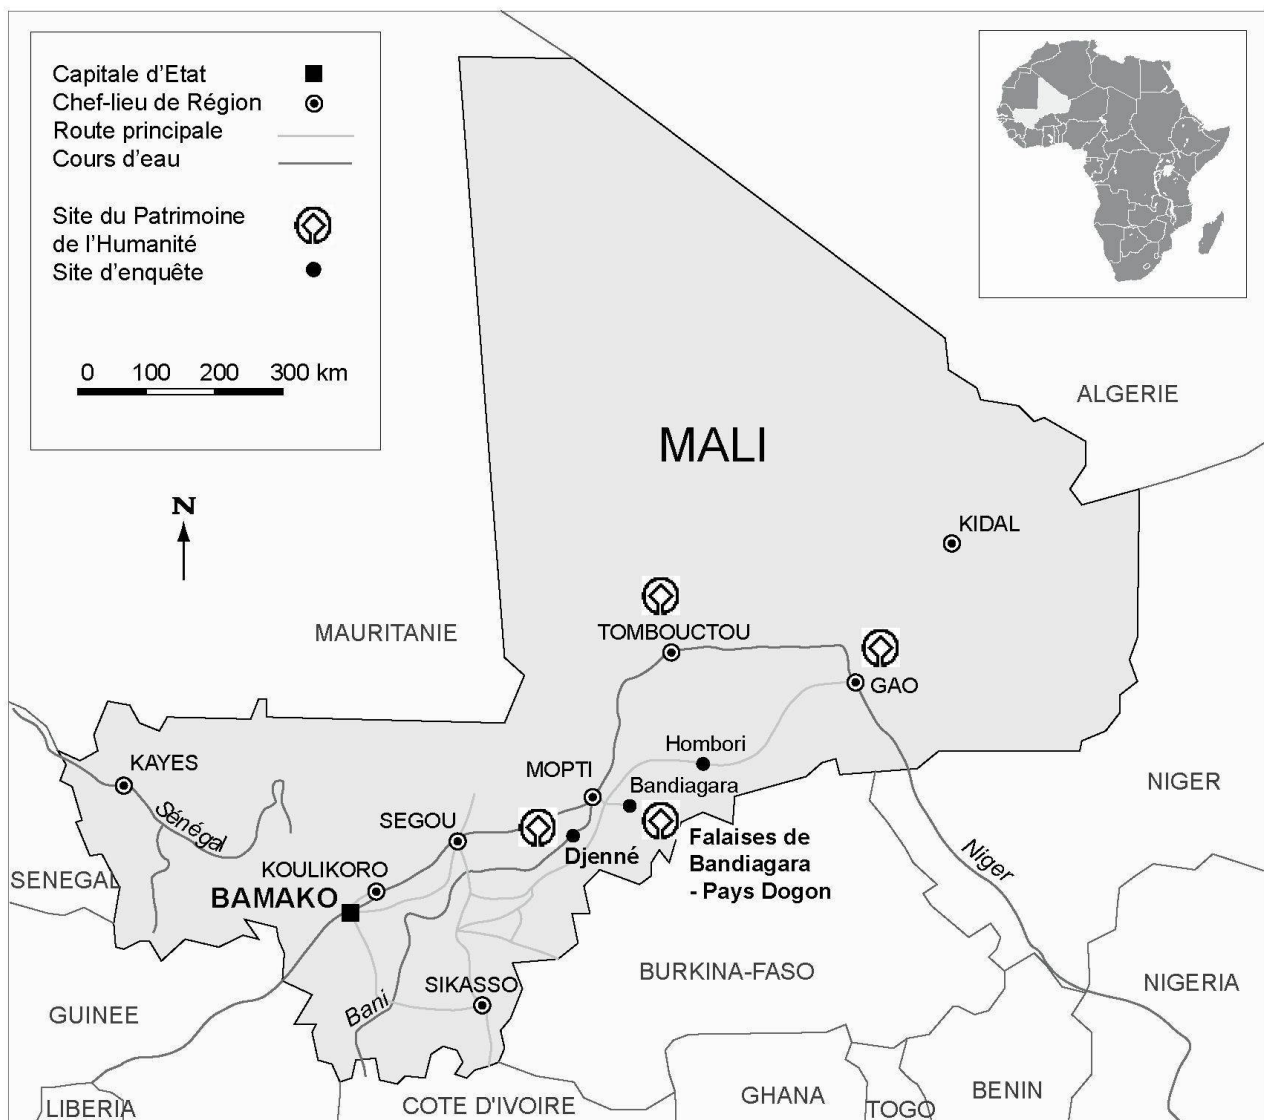 Capitale d'Etat
Chef-lieu de Région
Route principale
Cours d'eau
Site du Patrimoine
de l'Humanité
Site d'enquête
0 100 200 300 km
N
MALI
ALGERIE
KIDAL
MAURITANIE
TOMBOUCTOU
GAO
Hombori
KAYES
MOPTI
Bandiagara
NIGER
Sénégal
SEGOU
Falaises de
Bandiagara
- Pays Dogon
Djenné
Niger
SENEGAL
KOULIKORO
BAMAKO
BURKINA-FASO
SIKASSO
Bani
NIGERIA
GUINEE
LIBERIA
COTE D'IVOIRE
GHANA
TOGO
BENIN